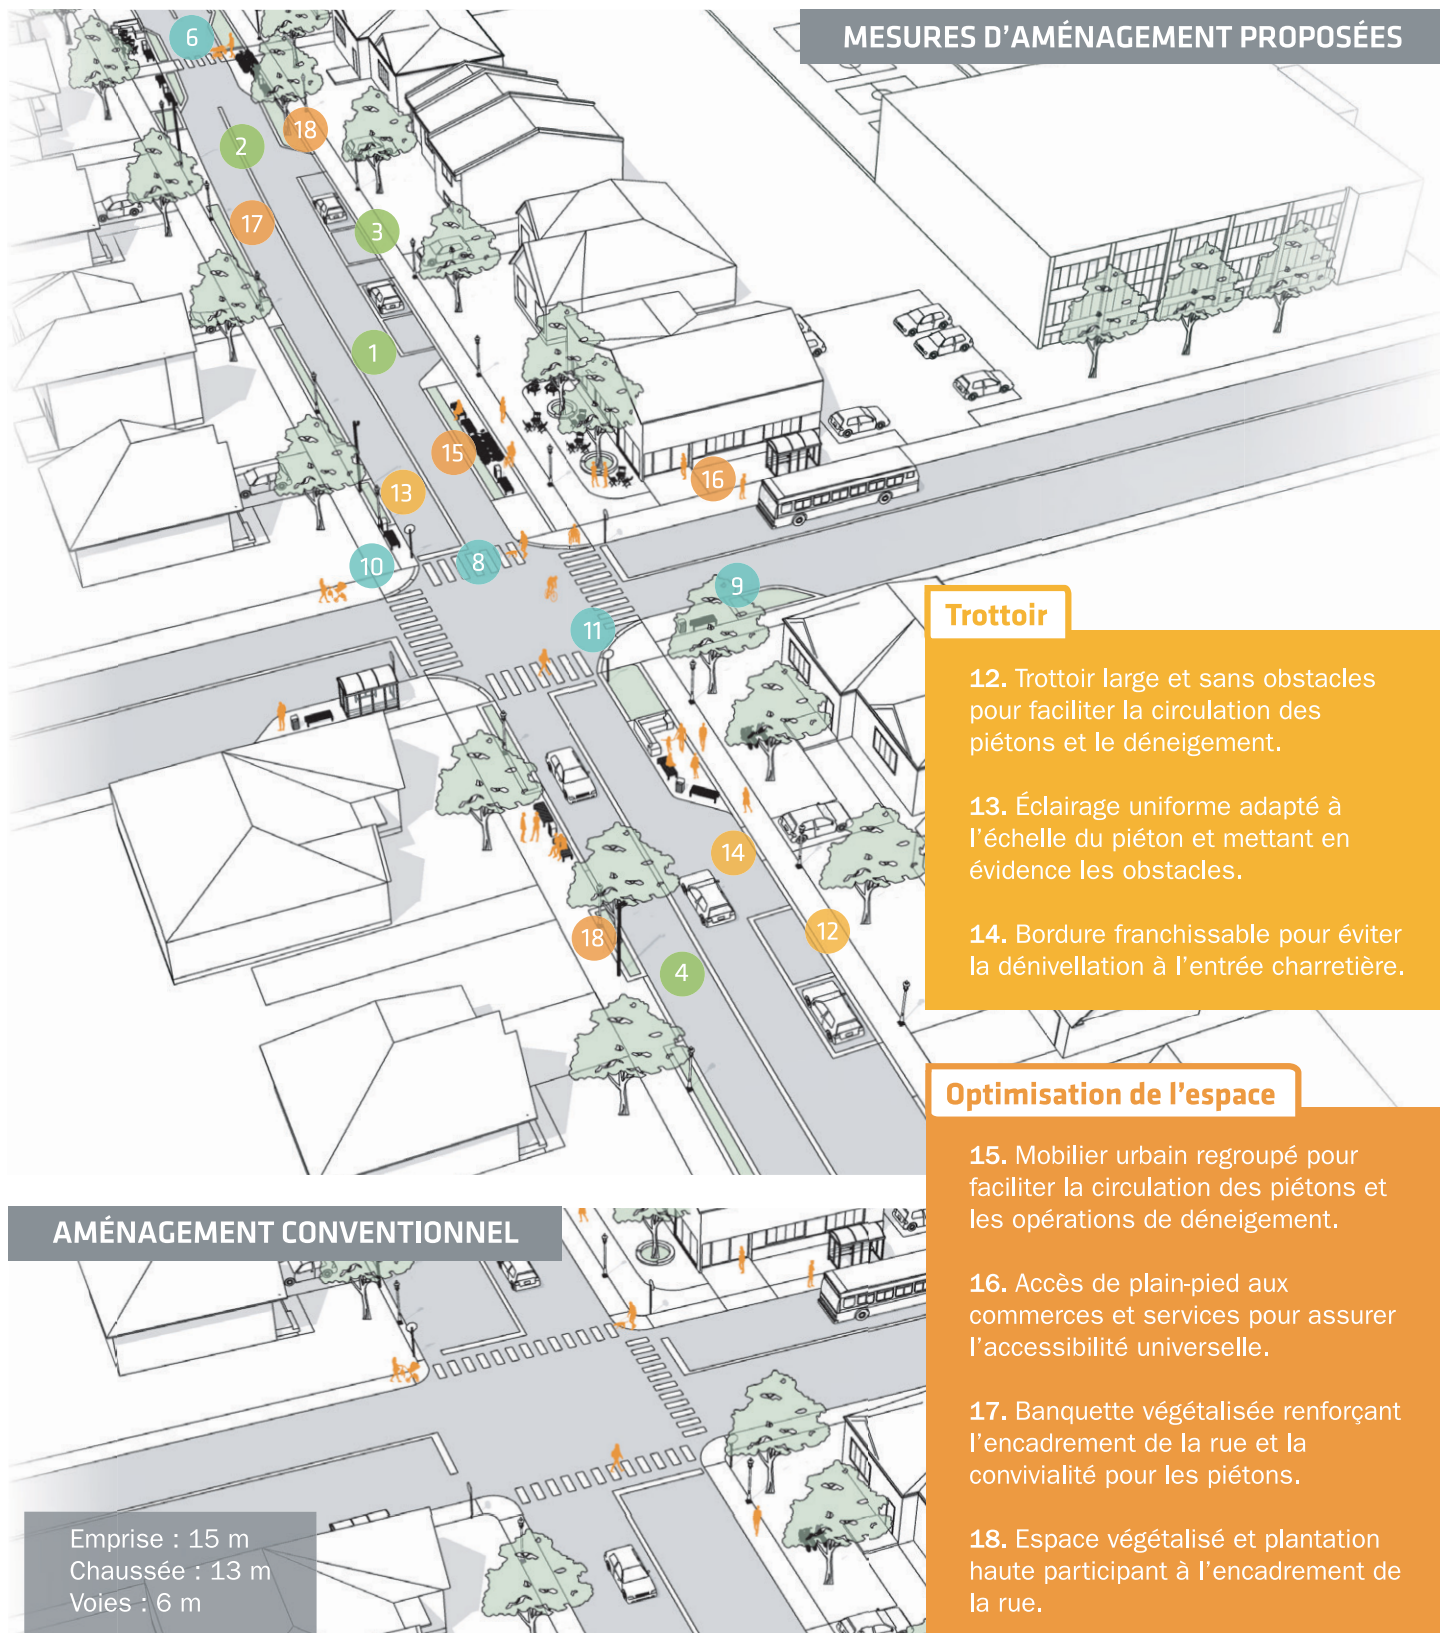 MESURES D'AMÉNAGEMENT PROPOSÉES
6
2
18
17
3
1
15
13
16
10
8
9
11
14
12
18
4
Trottoir
12. Trottoir large et sans obstacles
pour faciliter la circulation des
piétons et le déneigement.
13. Éclairage uniforme adapté à
l'échelle du piéton et mettant en
évidence les obstacles.
14. Bordure franchissable pour éviter
la dénivellation à l'entrée charretière.
Optimisation de l'espace
15. Mobilier urbain regroupé pour
faciliter la circulation des piétons et
les opérations de déneigement.
16. Accès de plain-pied aux
commerces et services pour assurer
l'accessibilité universelle.
17. Banquette végétalisée renforçant
l'encadrement de la rue et la
convivialité pour les piétons.
18. Espace végétalisé et plantation
haute participant à l'encadrement de
la rue.
AMÉNAGEMENT CONVENTIONNEL
Emprise : 15 m
Chaussée : 13 m
Voies : 6 m